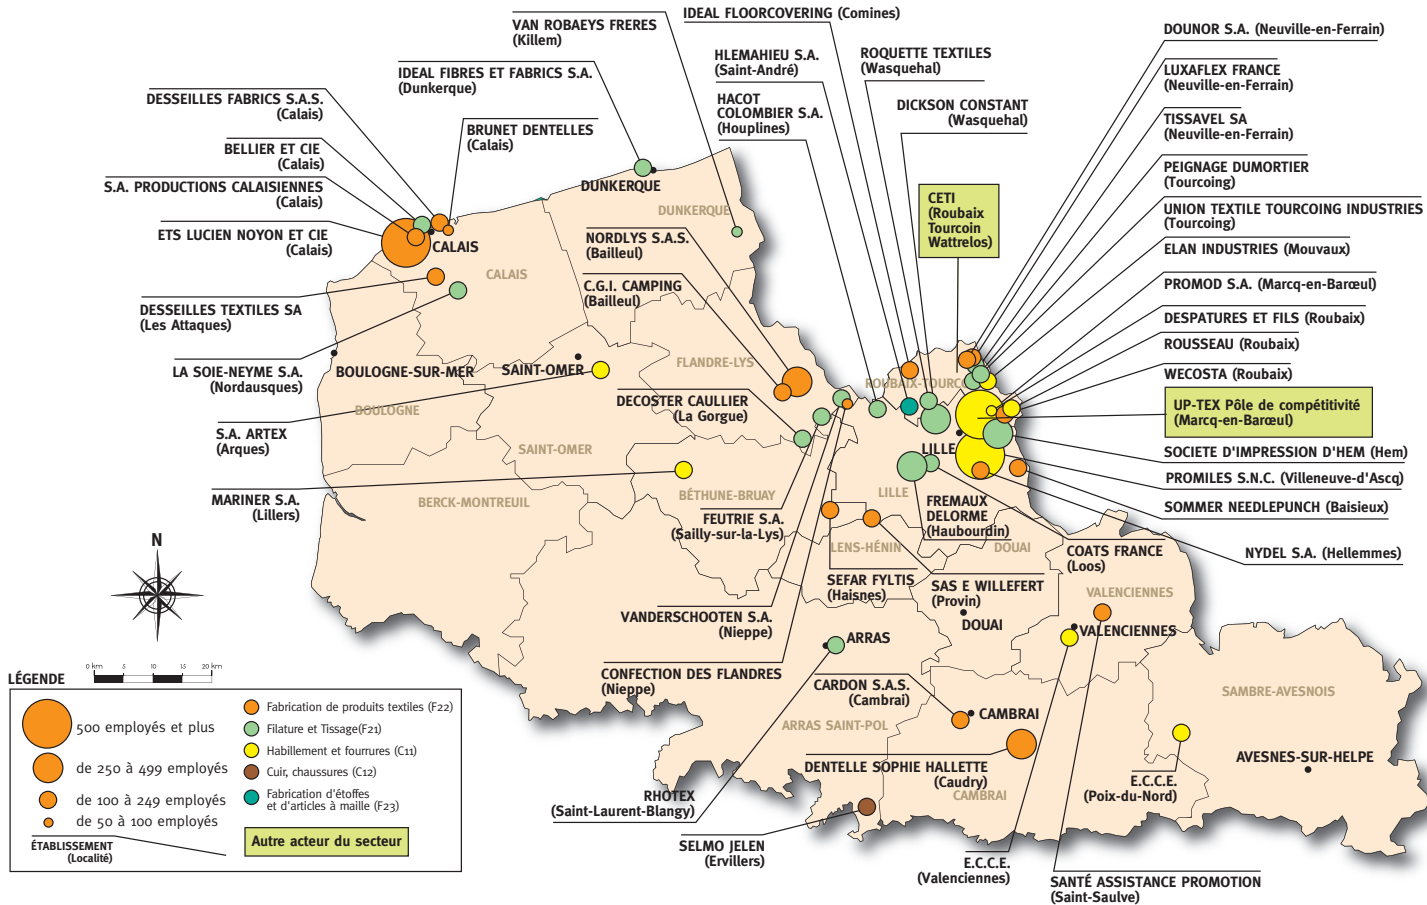 IDEAL FLOORCOVERING (Comines)
VAN ROBAEYS FRERES
(Killem)
DOUNOR S.A. (Neuville-en-Ferrain)
HLEMAHIEU S.A.
(Saint-André)
ROQUETTE TEXTILES
(Wasquehal)
LUXAFLEX FRANCE
(Neuville-en-Ferrain)
IDEAL FIBRES ET FABRICS S.A.
(Dunkerque)
DESSEILLES FABRICS S.A.S.
(Calais)
HACOT
COLOMBIER S.A.
(Houplines)
DICKSON CONSTANT
(Wasquehal)
TISSAVEL SA
(Neuville-en-Ferrain)
BRUNET DENTELLES
(Calais)
BELLIER ET CIE
(Calais)
PEIGNAGE DUMORTIER
(Tourcoing)
S.A. PRODUCTIONS CALAISIENNES
(Calais)
CETI
(Roubaix
Tourcoin
Wattrelos)
UNION TEXTILE TOURCOING INDUSTRIES
(Tourcoing)
ETS LUCIEN NOYON ET CIE
(Calais)
DUNKERQUE
DUNKERQUE
NORDLYS S.A.S.
(Bailleul)
CALAIS
CALAIS
ELAN INDUSTRIES (Mouvaux)
C.G.I. CAMPING
(Bailleul)
PROMOD S.A. (Marcq-en-Barœul)
DESSEILLES TEXTILES SA
(Les Attaques)
DESPATURES ET FILS (Roubaix)
ROUSSEAU (Roubaix)
LA SOIE-NEYME S.A.
(Nordausques)
BOULOGNE-SUR-MER
SAINT-OMER
FLANDRE-LYS
ROUBAIX-TOURCO
WECOSTA (Roubaix)
BOULOGNE
DECOSTER CAULLIER
(La Gorgue)
UP-TEX Pôle de compétitivité
(Marcq-en-Barœul)
S.A. ARTEX
(Arques)
SAINT-OMER
LILLE
SOCIETE D'IMPRESSION D'HEM (Hem)
PROMILES S.N.C. (Villeneuve-d'Ascq)
MARINER S.A.
(Lillers)
BERCK-MONTREUIL
BÉTHUNE-BRUAY
LILLE
FREMAUX
DELORME
(Haubourdin)
SOMMER NEEDLEPUNCH (Baisieux)
FEUTRIE S.A.
(Sailly-sur-la-Lys)
LENS-HÉNIN
DOUAI
COATS FRANCE
(Loos)
NYDEL S.A. (Hellemmes)
N
SEFAR FYLTIS
(Haisnes)
SAS E WILLEFERT
(Provin)
VALENCIENNES
VANDERSCHOOTEN S.A.
(Nieppe)
DOUAI
VALENCIENNES
ARRAS
CONFECTION DES FLANDRES
(Nieppe)
CARDON S.A.S.
(Cambrai)
SAMBRE-AVESNOIS
CAMBRAI
ARRAS SAINT-POL
DENTELLE SOPHIE HALLETTE
(Caudry)
CAMBRAI
AVESNES-SUR-HELPE
E.C.C.E.
(Poix-du-Nord)
RHOTEX
(Saint-Laurent-Blangy)
SELMO JELEN
(Ervillers)
E.C.C.E.
(Valenciennes)
SANTÉ ASSISTANCE PROMOTION
(Saint-Saulve)
0 km 5 10 15 20 km
LÉGENDE
500 employés et plus
de 250 à 499 employés
de 100 à 249 employés
de 50 à 100 employés
ÉTABLISSEMENT
(Localité)
Fabrication de produits textiles (F22)
Filature et Tissage(F21)
Habillement et fourrures (C11)
Cuir, chaussures (C12)
Fabrication d'étoffes
et d'articles à maille (F23)
Autre acteur du secteur